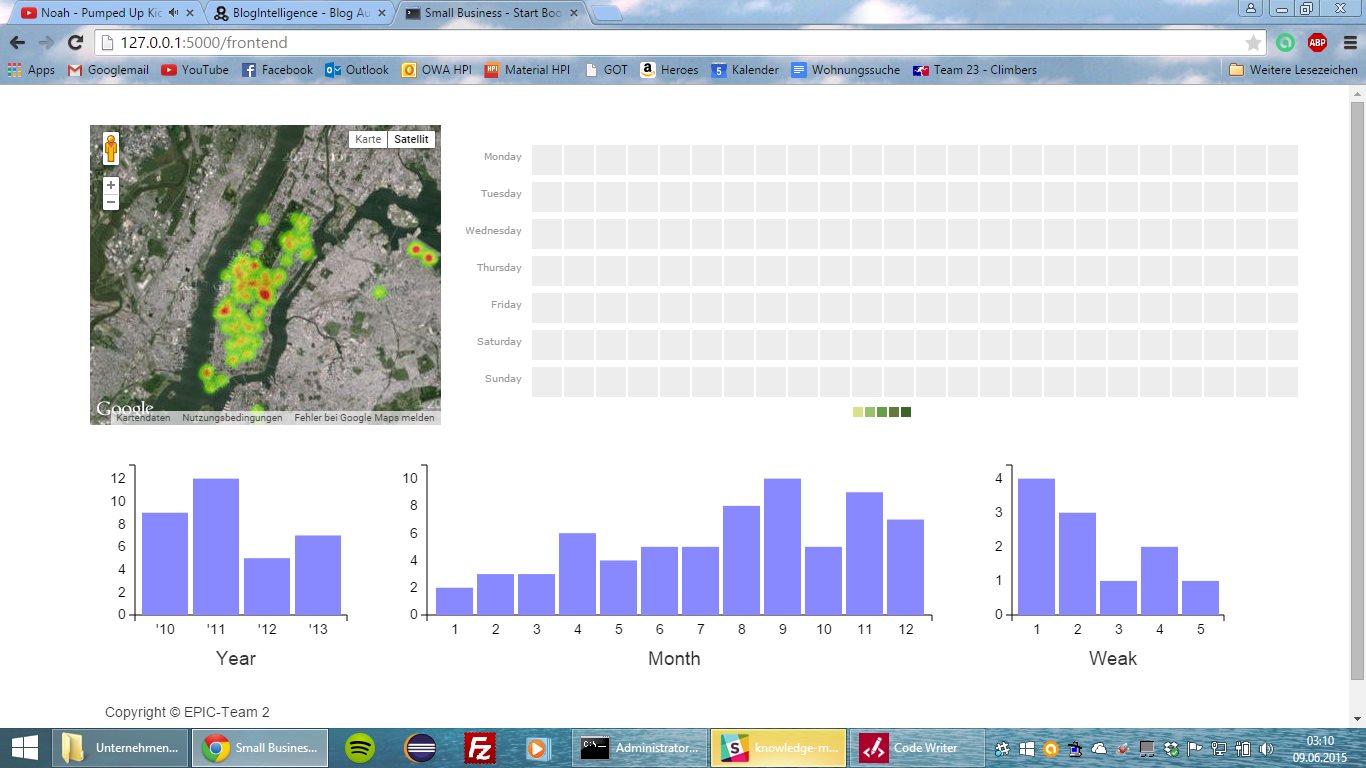 Noah - Pumped Up Kic
BlogIntelligence - Blog Au
Small Business - Start Boo
127.0.0.1:5000/frontend
ABP
Apps
Googlemail
YouTube
Facebook
Outlook
OWA HPI
Material HPI
GOT
Heroes
Kalender
Wohnungssuche
Team 23 - Climbers
Weitere Lesezeichen
Karte
Satellit
+
−
Google
Kartendaten
Nutzungsbedingungen
Fehler bei Google Maps melden
Monday
Tuesday
Wednesday
Thursday
Friday
Saturday
Sunday
12
10
8
6
4
2
0
'10 '11 '12 '13
Year
10
8
6
4
2
0
1 2 3 4 5 6 7 8 9 10 11 12
Month
4
3
2
1
0
1 2 3 4 5
Weak
Copyright © EPIC-Team 2
Unternehmen...
Small Busines...
Administrator...
knowledge-m...
Code Writer
03:10
09.06.2015